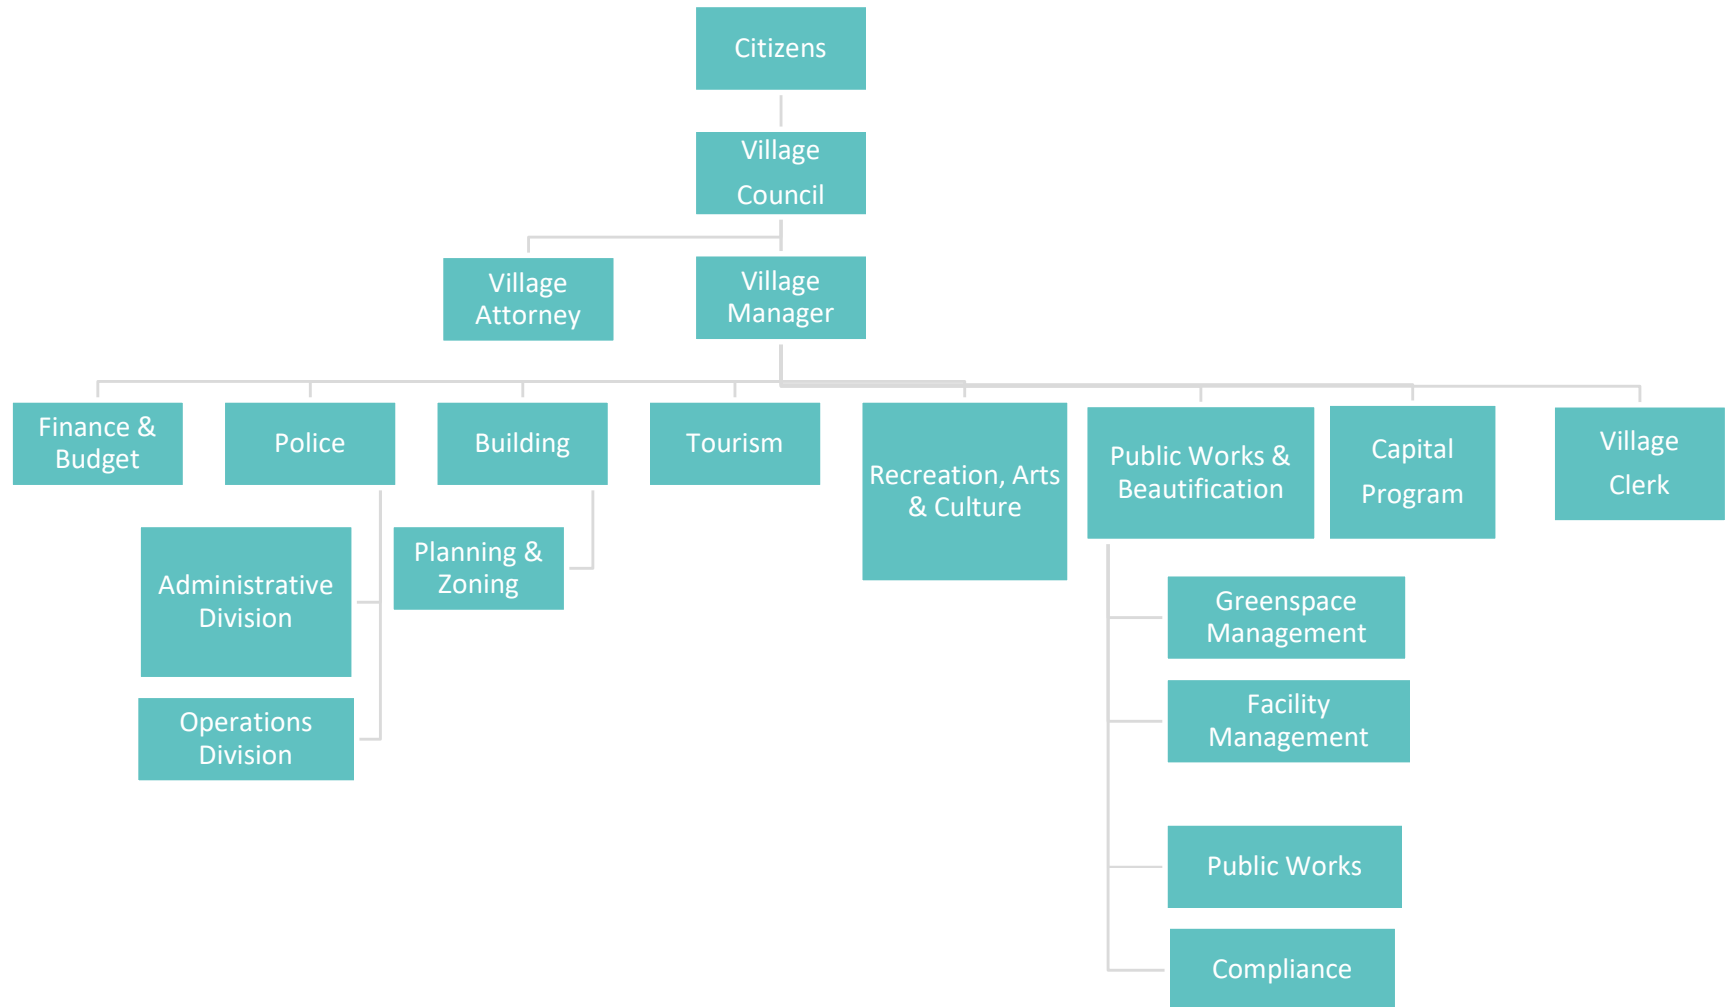 Citizens
Village
Council
Village
Attorney
Village
Manager
Finance &
Budget
Police
Building
Tourism
Recreation, Arts
& Culture
Public Works &
Beautification
Capital
Program
Village
Clerk
Administrative
Division
Operations
Division
Planning &
Zoning
Greenspace
Management
Facility
Management
Public Works
Compliance